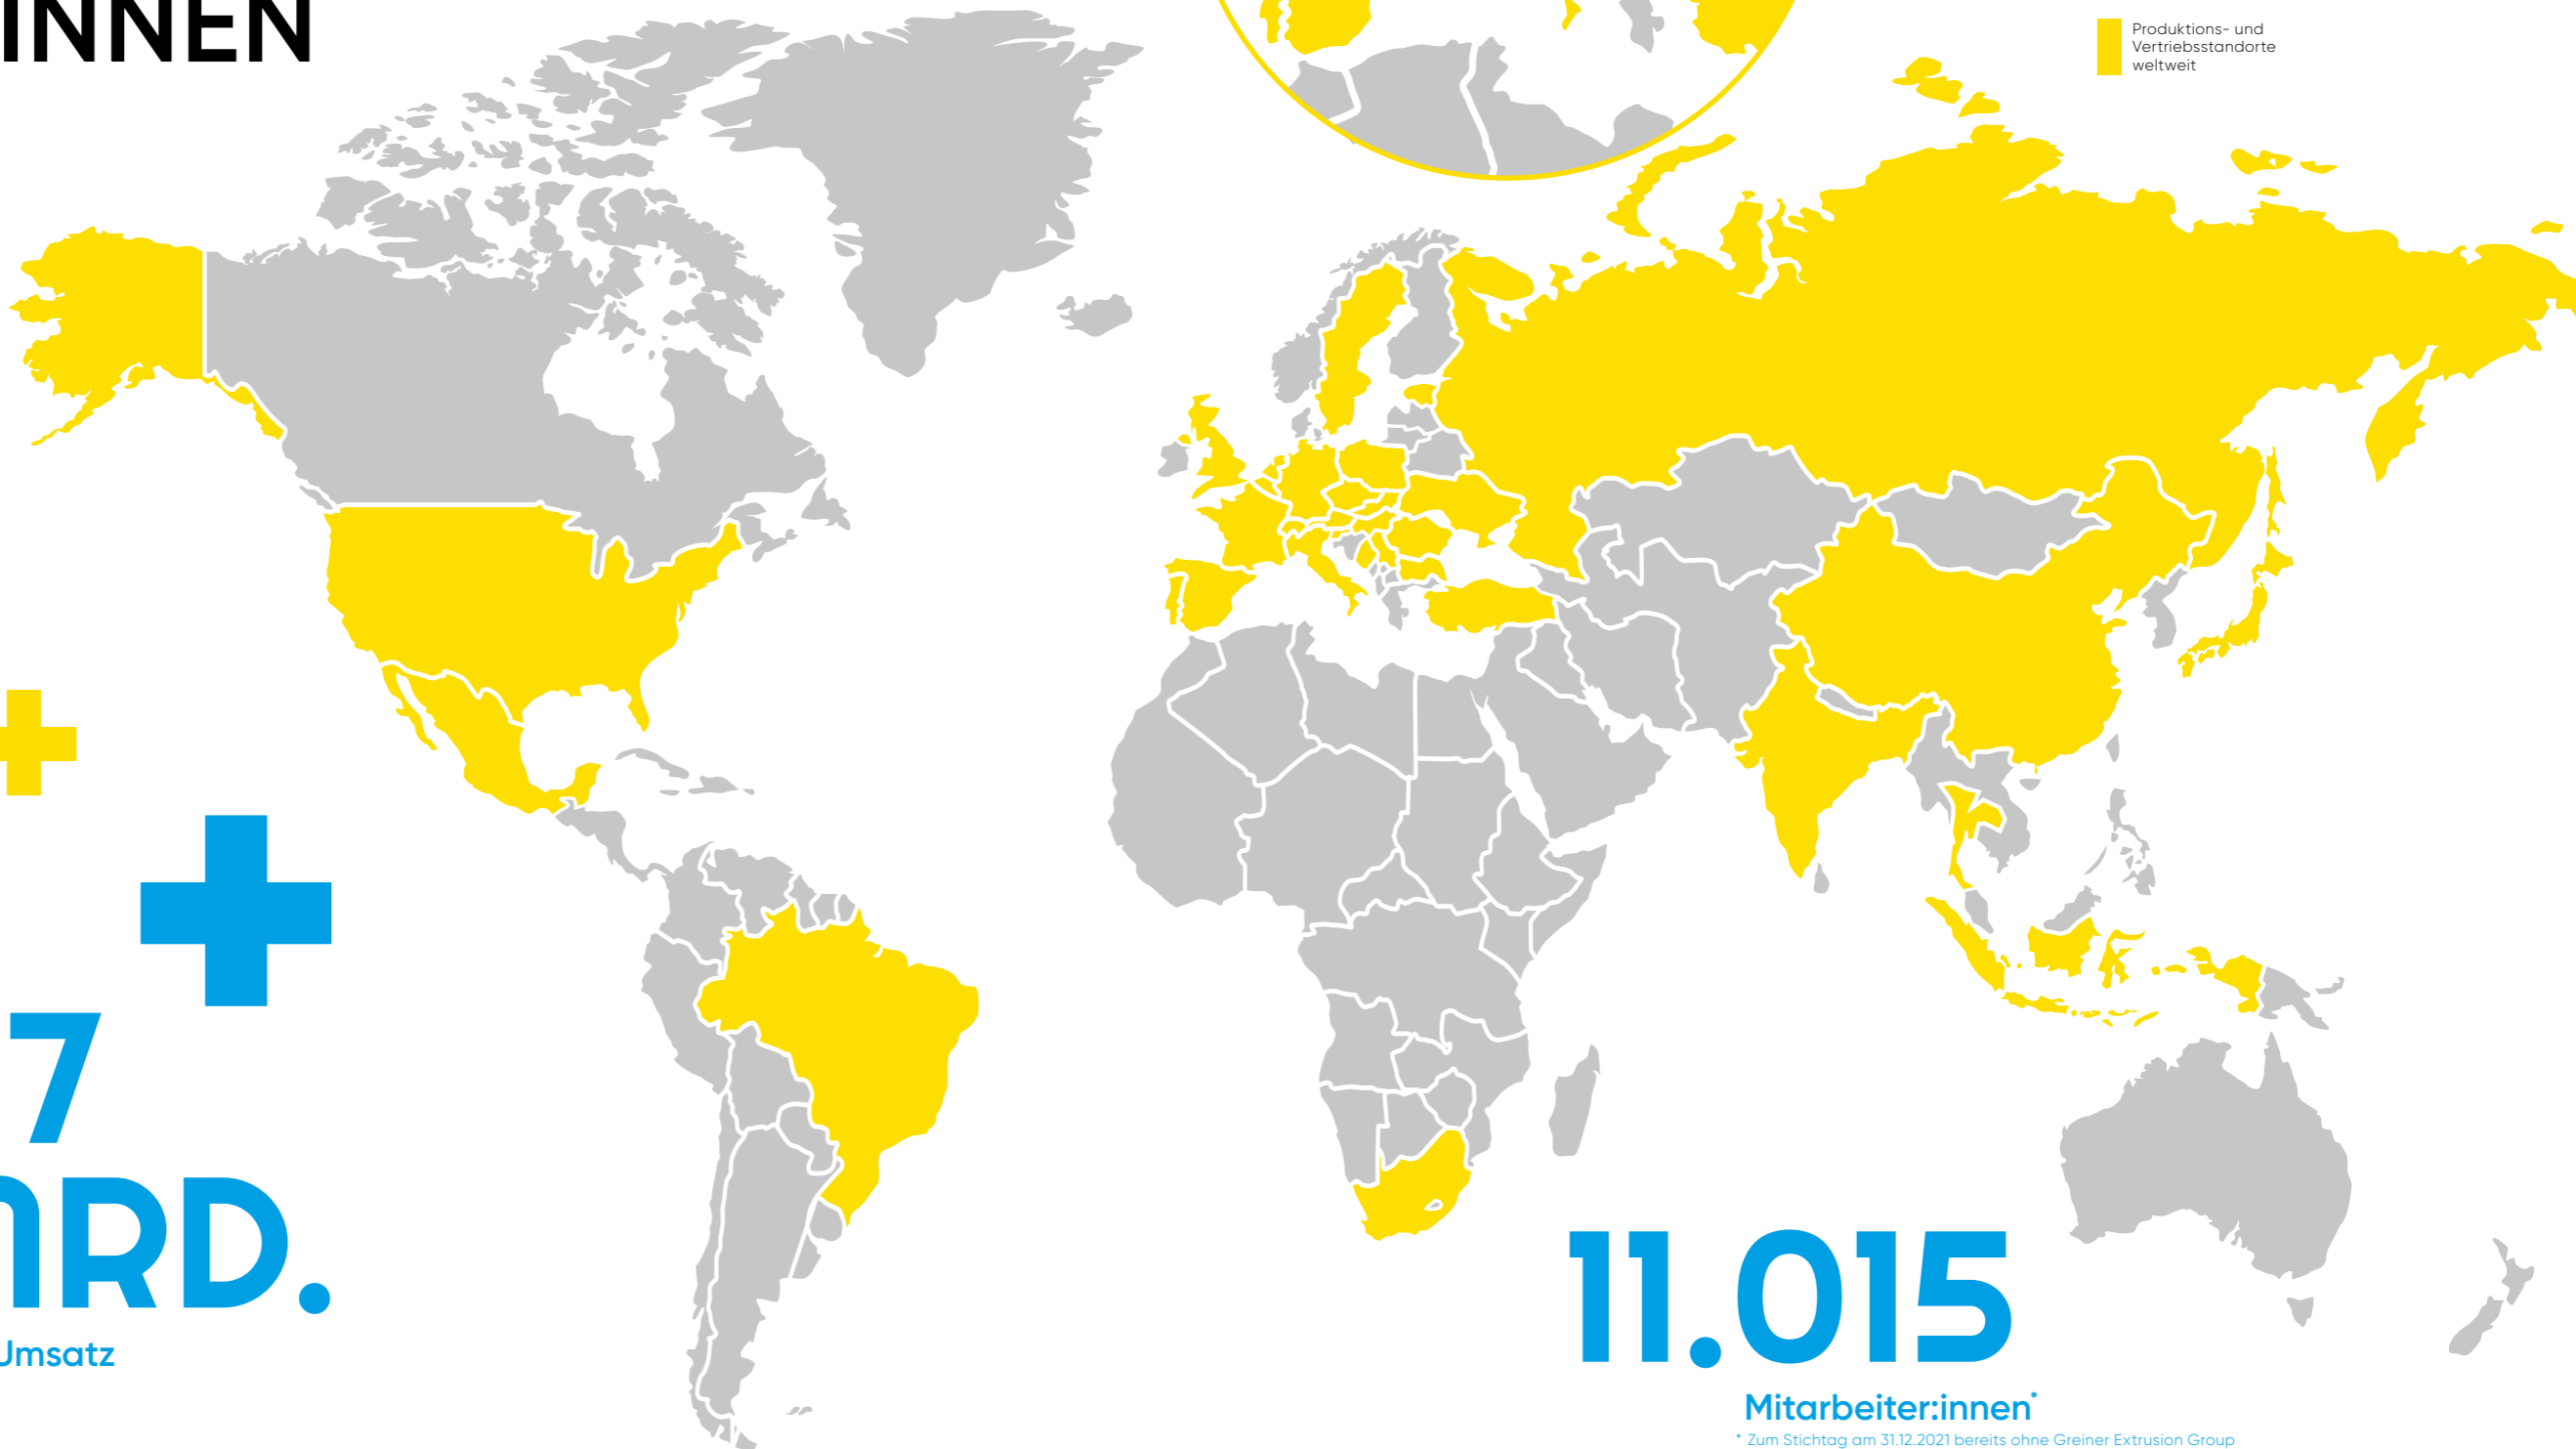 INNEN
Produktions- und
Vertriebsstandorte
weltweit
7
MRD.
Umsatz
11.015
Mitarbeiter:innen*
* Zum Stichtag am 31.12.2021 bereits ohne Greiner Extrusion Group